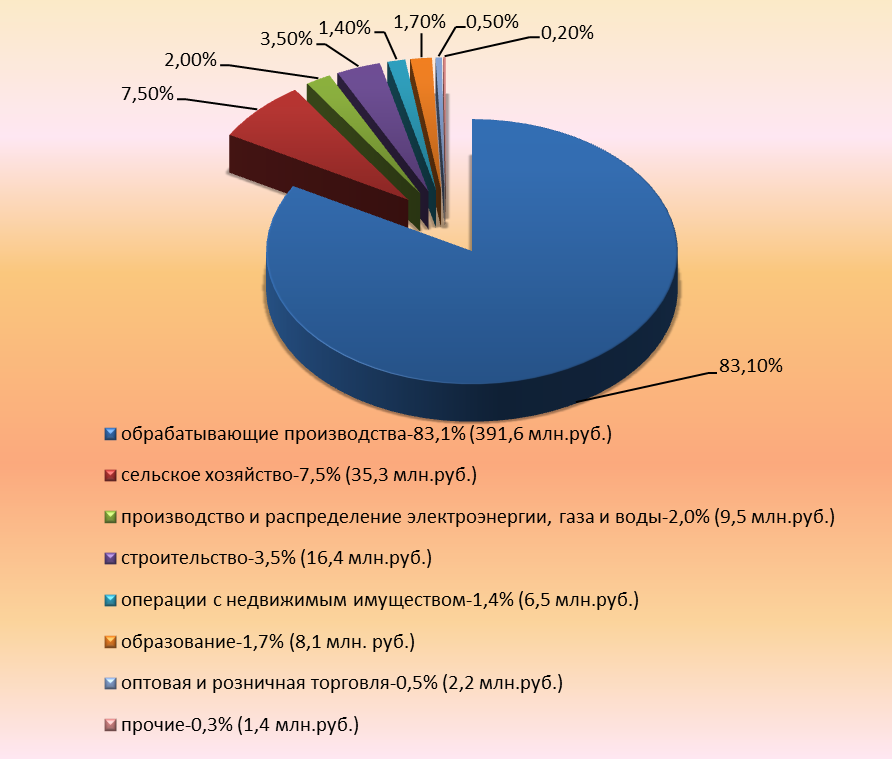 1,70%
0,50%
1,40%
0,20%
3,50%
2,00%
7,50%
83,10%
обрабатывающие производства-83,1% (391,6 млн.руб.)
сельское хозяйство-7,5% (35,3 млн.руб.)
производство и распределение электроэнергии, газа и воды-2,0% (9,5 млн.руб.)
строительство-3,5% (16,4 млн.руб.)
операции с недвижимым имуществом-1,4% (6,5 млн.руб.)
образование-1,7% (8,1 млн. руб.)
оптовая и розничная торговля-0,5% (2,2 млн.руб.)
прочие-0,3% (1,4 млн.руб.)